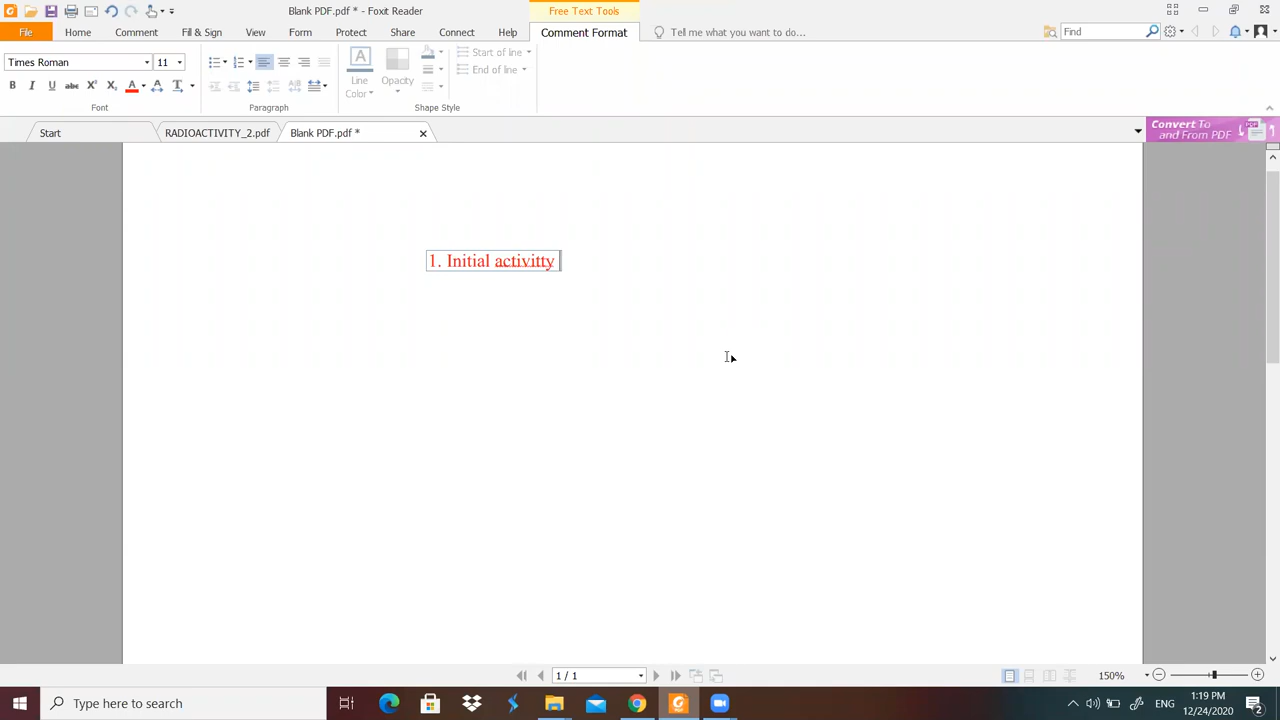 Blank PDF.pdf * - Foxit Reader
Free Text Tools
File
Home
Comment
Fill & Sign
View
Form
Protect
Share
Connect
Help
Comment Format
Tell me what you want to do...
Find
Times Roman
11
Line
Color
Opacity
Start of line
End of line
Font
Paragraph
Shape Style
Start
RADIOACTIVITY_2.pdf
Blank PDF.pdf *
Convert To
and From PDF
PDF
1. Initial activitty
1 / 1
150%
Type here to search
ENG
1:19 PM
12/24/2020
2